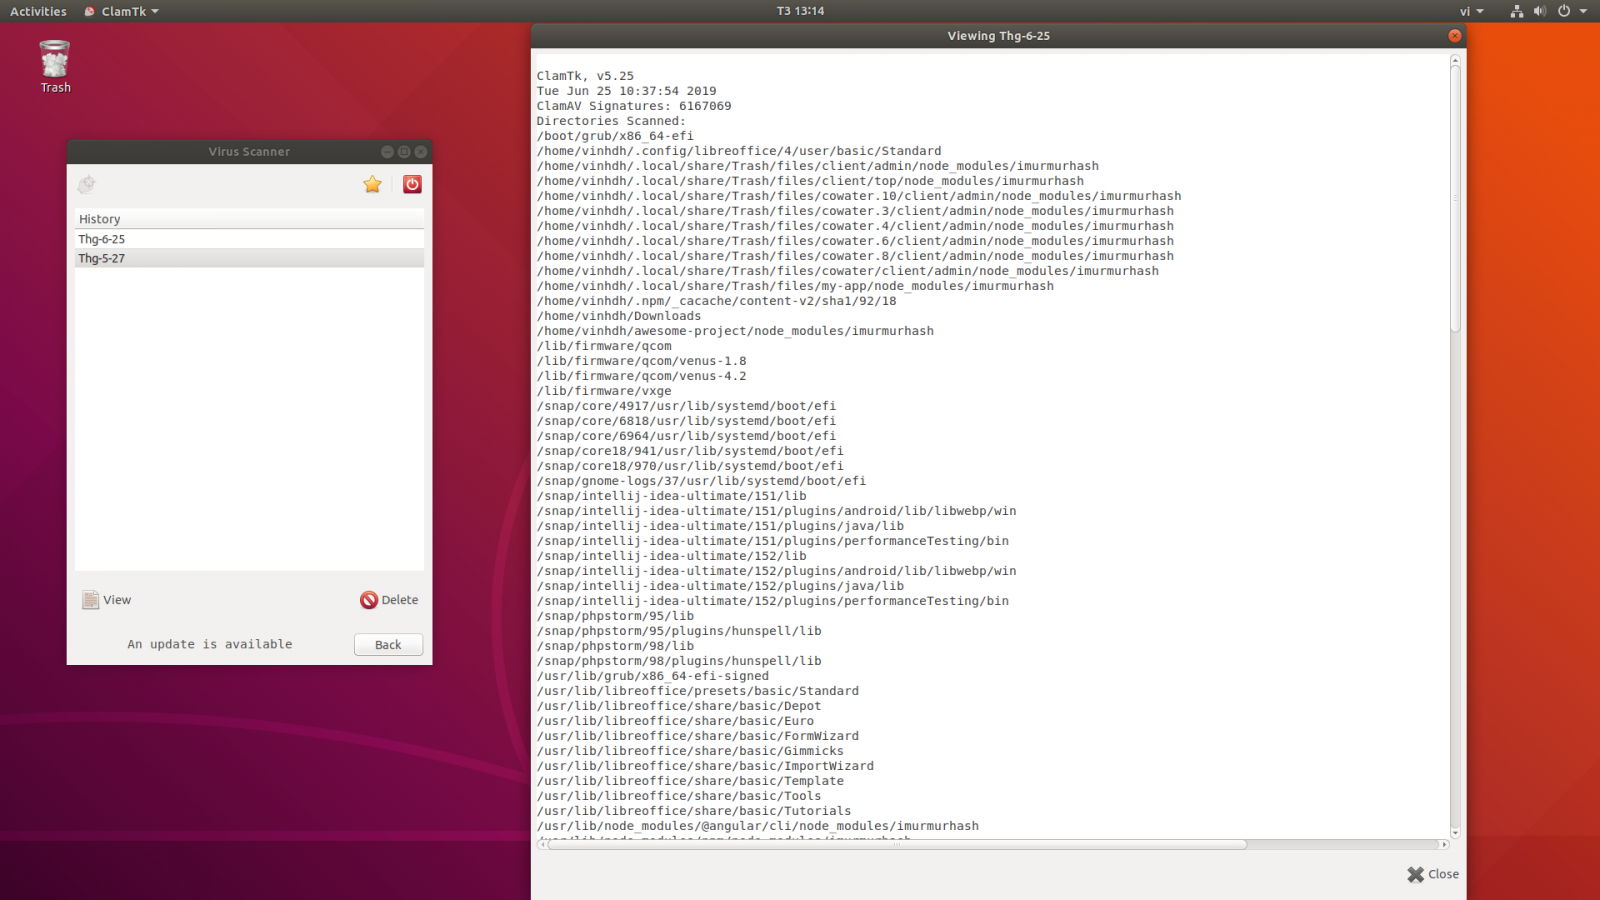 Activities
ClamTk
T3 13:14
vi
Trash
Virus Scanner
History
Thg-6-25
Thg-5-27
View
Delete
An update is available
Back
Viewing Thg-6-25
ClamTk, v5.25
Tue Jun 25 10:37:54 2019
ClamAV Signatures: 6167069
Directories Scanned:
/boot/grub/x86_64-efi
/home/vinhdh/.config/libreoffice/4/user/basic/Standard
/home/vinhdh/.local/share/Trash/files/client/admin/node_modules/imurmurhash
/home/vinhdh/.local/share/Trash/files/client/top/node_modules/imurmurhash
/home/vinhdh/.local/share/Trash/files/cowater.10/client/admin/node_modules/imurmurhash
/home/vinhdh/.local/share/Trash/files/cowater.3/client/admin/node_modules/imurmurhash
/home/vinhdh/.local/share/Trash/files/cowater.4/client/admin/node_modules/imurmurhash
/home/vinhdh/.local/share/Trash/files/cowater.6/client/admin/node_modules/imurmurhash
/home/vinhdh/.local/share/Trash/files/cowater.8/client/admin/node_modules/imurmurhash
/home/vinhdh/.local/share/Trash/files/cowater/client/admin/node_modules/imurmurhash
/home/vinhdh/.local/share/Trash/files/my-app/node_modules/imurmurhash
/home/vinhdh/.npm/_cacache/content-v2/sha1/92/18
/home/vinhdh/Downloads
/home/vinhdh/awesome-project/node_modules/imurmurhash
/lib/firmware/qcom
/lib/firmware/qcom/venus-1.8
/lib/firmware/qcom/venus-4.2
/lib/firmware/vxge
/snap/core/4917/usr/lib/systemd/boot/efi
/snap/core/6818/usr/lib/systemd/boot/efi
/snap/core/6964/usr/lib/systemd/boot/efi
/snap/core18/941/usr/lib/systemd/boot/efi
/snap/core18/970/usr/lib/systemd/boot/efi
/snap/gnome-logs/37/usr/lib/systemd/boot/efi
/snap/intellij-idea-ultimate/151/lib
/snap/intellij-idea-ultimate/151/plugins/android/lib/libwebp/win
/snap/intellij-idea-ultimate/151/plugins/java/lib
/snap/intellij-idea-ultimate/151/plugins/performanceTesting/bin
/snap/intellij-idea-ultimate/152/lib
/snap/intellij-idea-ultimate/152/plugins/android/lib/libwebp/win
/snap/intellij-idea-ultimate/152/plugins/java/lib
/snap/intellij-idea-ultimate/152/plugins/performanceTesting/bin
/snap/phpstorm/95/lib
/snap/phpstorm/95/plugins/hunspell/lib
/snap/phpstorm/98/lib
/snap/phpstorm/98/plugins/hunspell/lib
/usr/lib/grub/x86_64-efi-signed
/usr/lib/libreoffice/presets/basic/Standard
/usr/lib/libreoffice/share/basic/Depot
/usr/lib/libreoffice/share/basic/Euro
/usr/lib/libreoffice/share/basic/FormWizard
/usr/lib/libreoffice/share/basic/Gimmicks
/usr/lib/libreoffice/share/basic/ImportWizard
/usr/lib/libreoffice/share/basic/Template
/usr/lib/libreoffice/share/basic/Tools
/usr/lib/libreoffice/share/basic/Tutorials
/usr/lib/node_modules/@angular/cli/node_modules/imurmurhash
Close